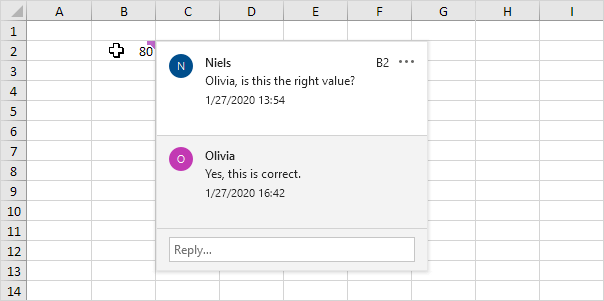 A B C D E F G H I
1
2 80
3
4
5
6
7
8
9
10
11
12
13
14
N Niels B2 •••
Olivia, is this the right value?
1/27/2020 13:54
O Olivia
Yes, this is correct.
1/27/2020 16:42
Reply...